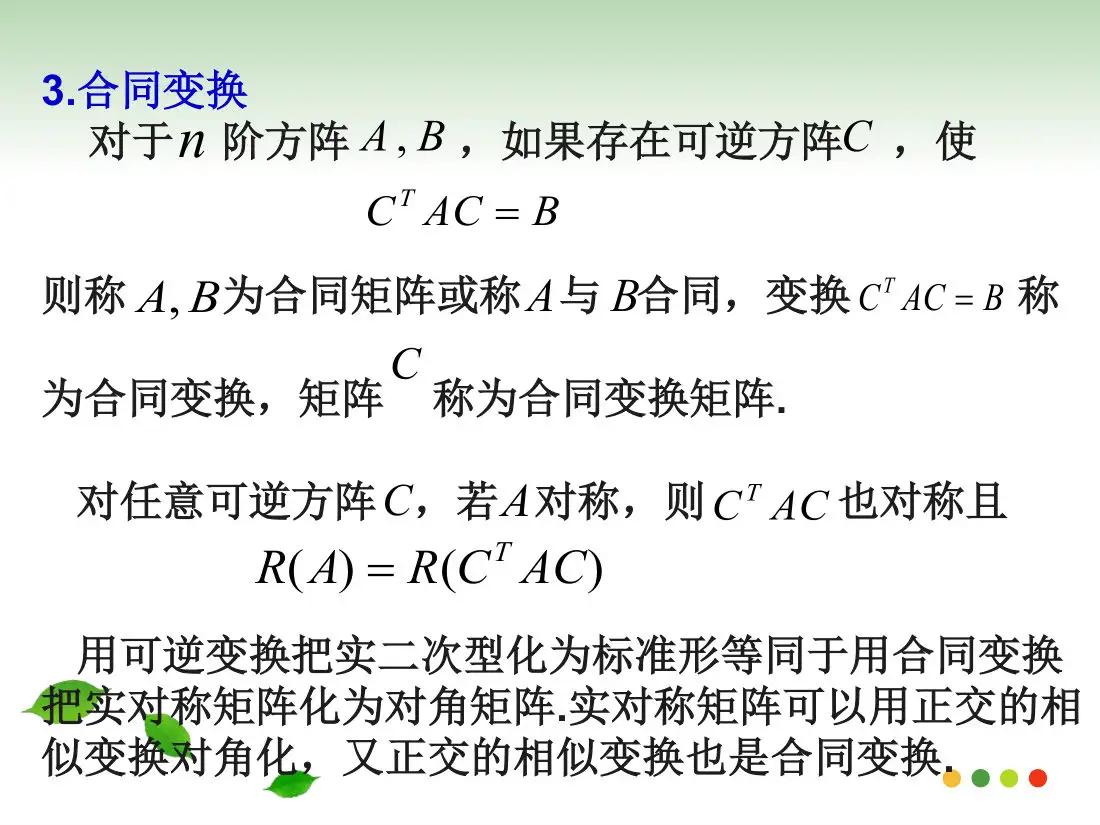 3.合同变换
对于 n 阶方阵 A , B ，如果存在可逆方阵C ，使
C^T AC = B
则称 A, B 为合同矩阵或称 A 与 B合同，变换 C^T AC = B 称
为合同变换，矩阵 C 称为合同变换矩阵.
对任意可逆方阵 C，若 A 对称，则 C^T AC 也对称且
R(A) = R(C^T AC)
用可逆变换把实二次型化为标准形等同于用合同变换
把实对称矩阵化为对角矩阵.实对称矩阵可以用正交的相
似变换对角化，又正交的相似变换也是合同变换.